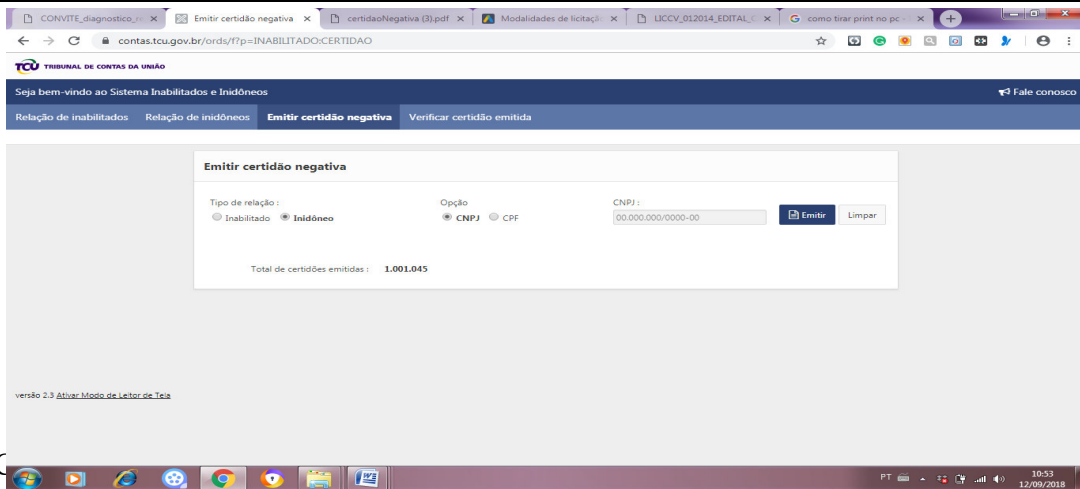 CONVITE_diagnostico_re
Emitir certidão negativa
certidaoNegativa (3).pdf
Modalidades de licitaçã
LICCV_012014_EDITAL_C
como tirar print no pc -
contas.tcu.gov.br/ords/f?p=INABILITADO:CERTIDAO
TCU TRIBUNAL DE CONTAS DA UNIÃO
Seja bem-vindo ao Sistema Inabilitados e Inidôneos
Fale conosco
Relação de inabilitados Relação de inidôneos Emitir certidão negativa Verificar certidão emitida
Emitir certidão negativa
Tipo de relação : Opção CNPJ :
Inabilitado Inidôneo CNPJ CPF 00.000.000/0000-00 Emitir Limpar
Total de certidões emitidas : 1.001.045
versão 2.3 Ativar Modo de Leitor de Tela
PT 10:53
12/09/2018